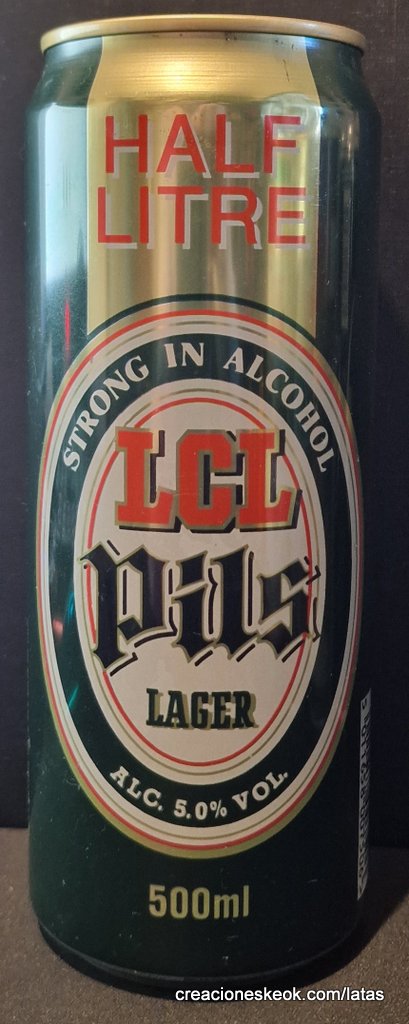 HALF
LITRE
STRONG IN ALCOHOL
LCL
Pils
LAGER
ALC. 5.0% VOL.
500ml
creacioneskeok.com/latas